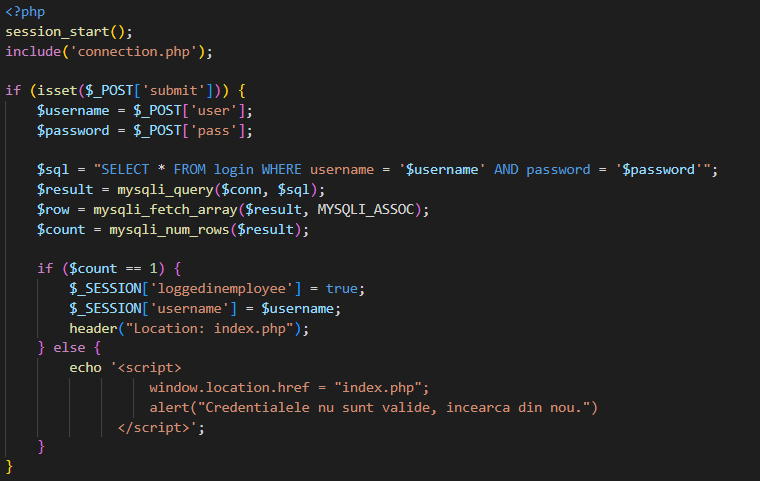 <?php
session_start();
include('connection.php');
if (isset($_POST['submit'])) {
$username = $_POST['user'];
$password = $_POST['pass'];
$sql = "SELECT * FROM login WHERE username = '$username' AND password = '$password'";
$result = mysqli_query($conn, $sql);
$row = mysqli_fetch_array($result, MYSQLI_ASSOC);
$count = mysqli_num_rows($result);
if ($count == 1) {
$_SESSION['loggedinemployee'] = true;
$_SESSION['username'] = $username;
header("Location: index.php");
} else {
echo '<script>
window.location.href = "index.php";
alert("Credentialele nu sunt valide, incearca din nou.")
</script>';
}
}